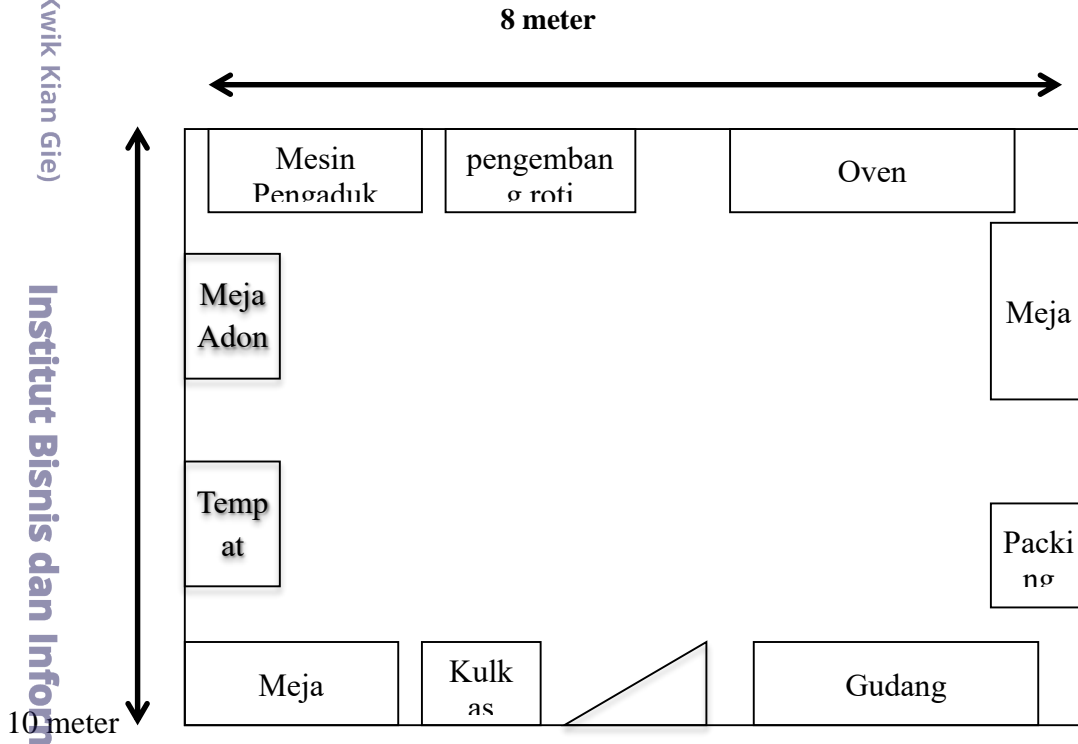 8 meter
Kwik Kian Gie)
Institut Bisnis dan Inform
Mesin
Pengaduk
pengemban
g roti
Oven
Meja
Adon
Meja
Temp
at
Packi
ng
Meja
Kulk
as
Gudang
10 meter